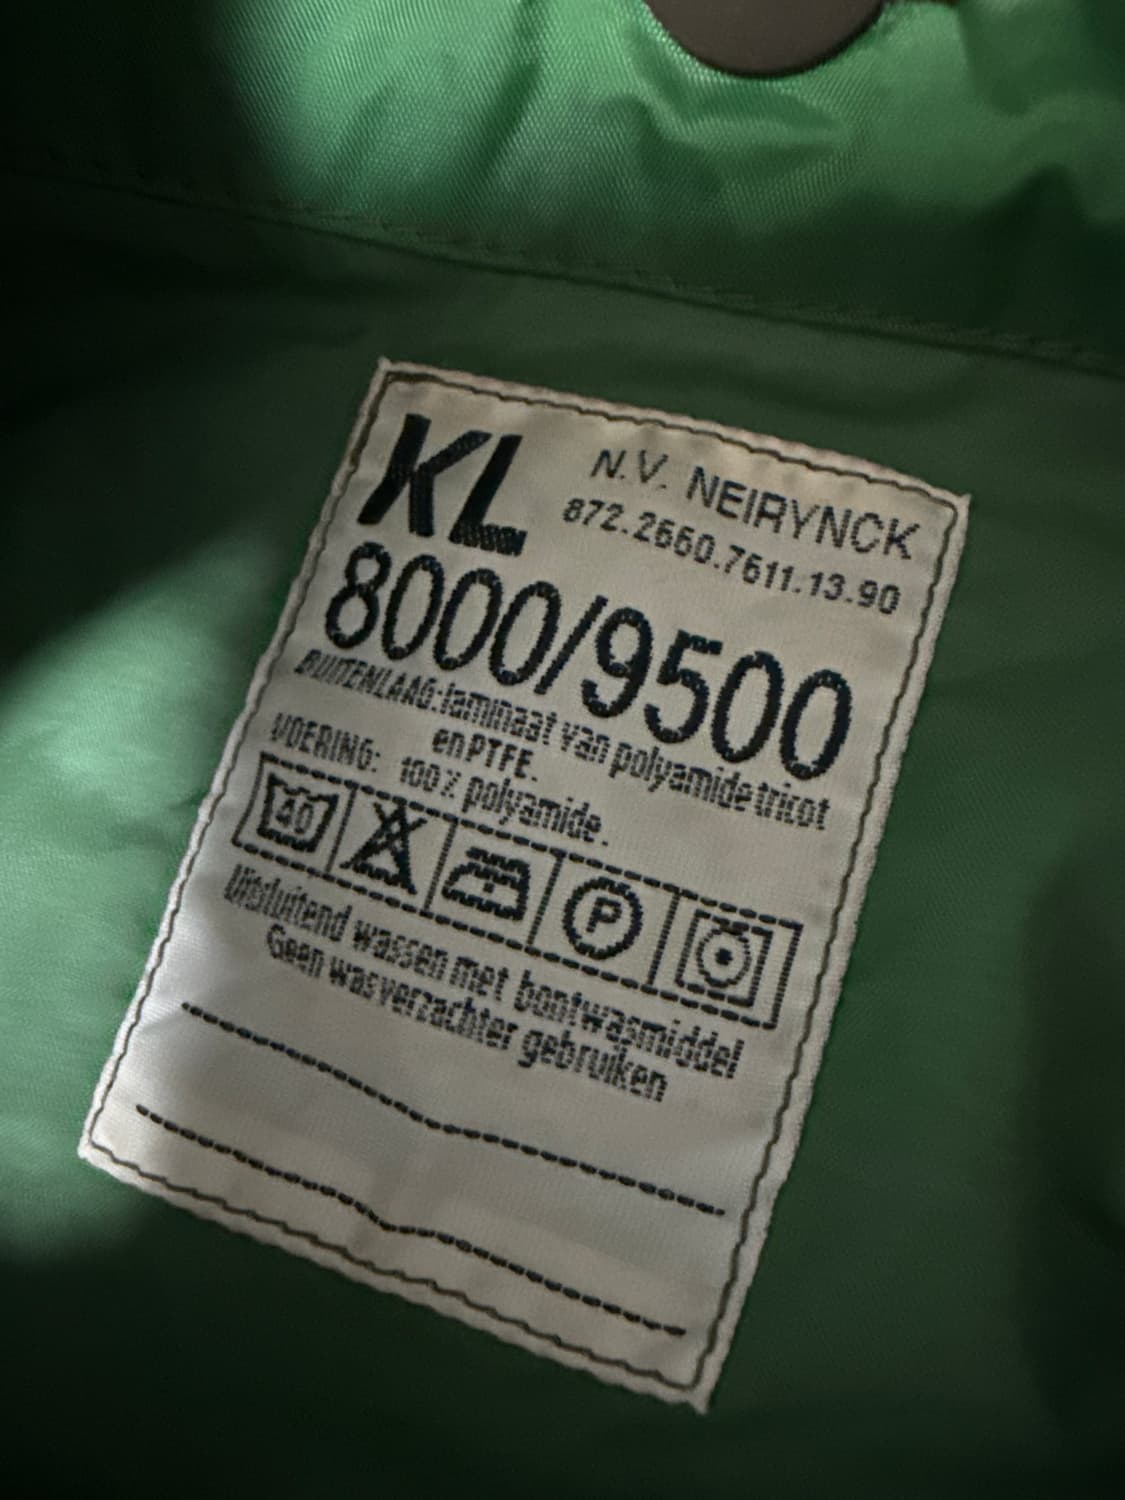 KL
N.V. NEIRYNCK
872.2660.7611.13.90
8000/9500
BUITENLAAG: laminaat van polyamide tricot
en PTFE.
VOERING: 100% polyamide.
40
P
Uitsluitend wassen met bontwasmiddel
Geen wasverzachter gebruiken